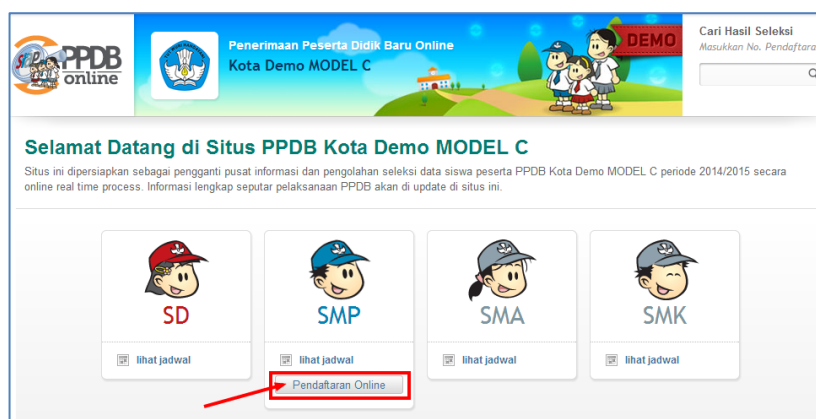 PPDB
online
Penerimaan Peserta Didik Baru Online
Kota Demo MODEL C
DEMO
Cari Hasil Seleksi
Masukkan No. Pendaftara
Selamat Datang di Situs PPDB Kota Demo MODEL C
Situs ini dipersiapkan sebagai pengganti pusat informasi dan pengolahan seleksi data siswa peserta PPDB Kota Demo MODEL C periode 2014/2015 secara
online real time process. Informasi lengkap seputar pelaksanaan PPDB akan di update di situs ini.
SD
SMP
SMA
SMK
lihat jadwal
lihat jadwal
lihat jadwal
lihat jadwal
Pendaftaran Online